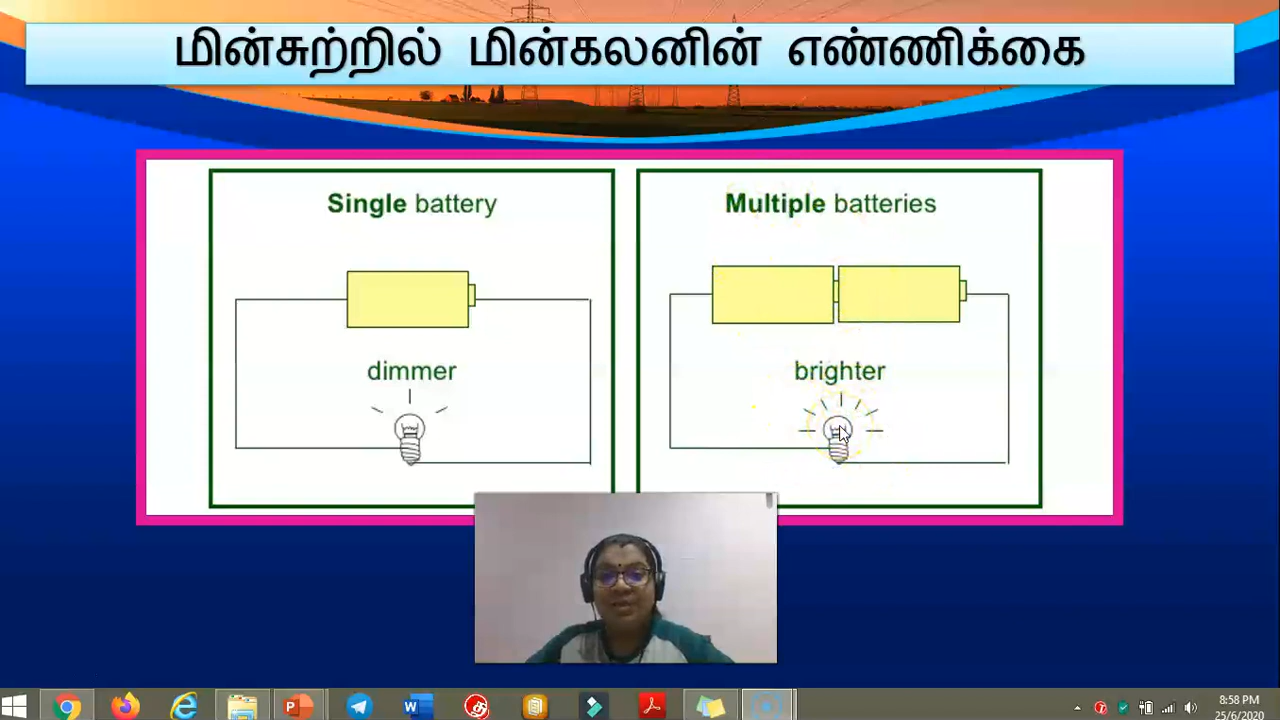 மின்சுற்றில் மின்கலனின் எண்ணிக்கை
Single battery
Multiple batteries
dimmer
brighter
8:58 PM
25/6/2020